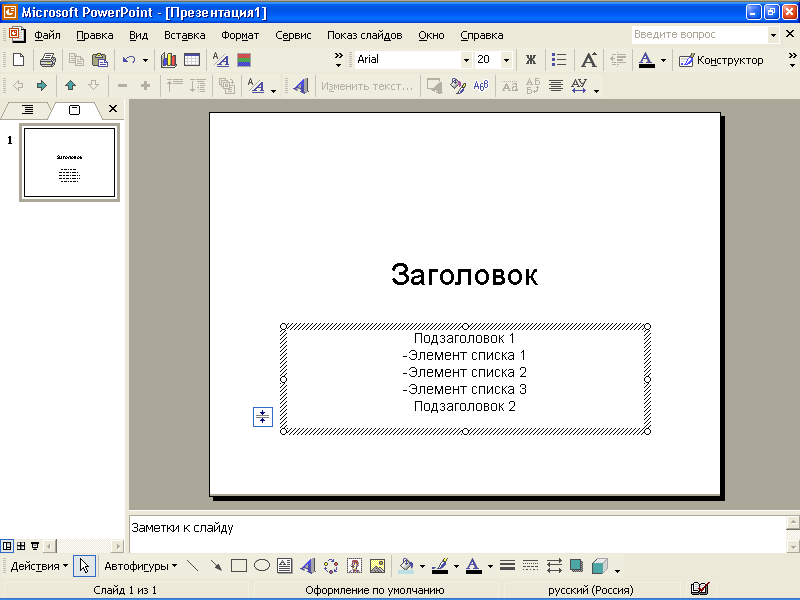 Microsoft PowerPoint - [Презентация1]
Файл Правка Вид Вставка Формат Сервис Показ слайдов Окно Справка Введите вопрос
Arial 20 Ж Конструктор
Изменить текст...
1
Заголовок
Заголовок
Подзаголовок 1
-Элемент списка 1
-Элемент списка 2
-Элемент списка 3
Подзаголовок 2
Заметки к слайду
Действия Автофигуры
Слайд 1 из 1 Оформление по умолчанию русский (Россия)